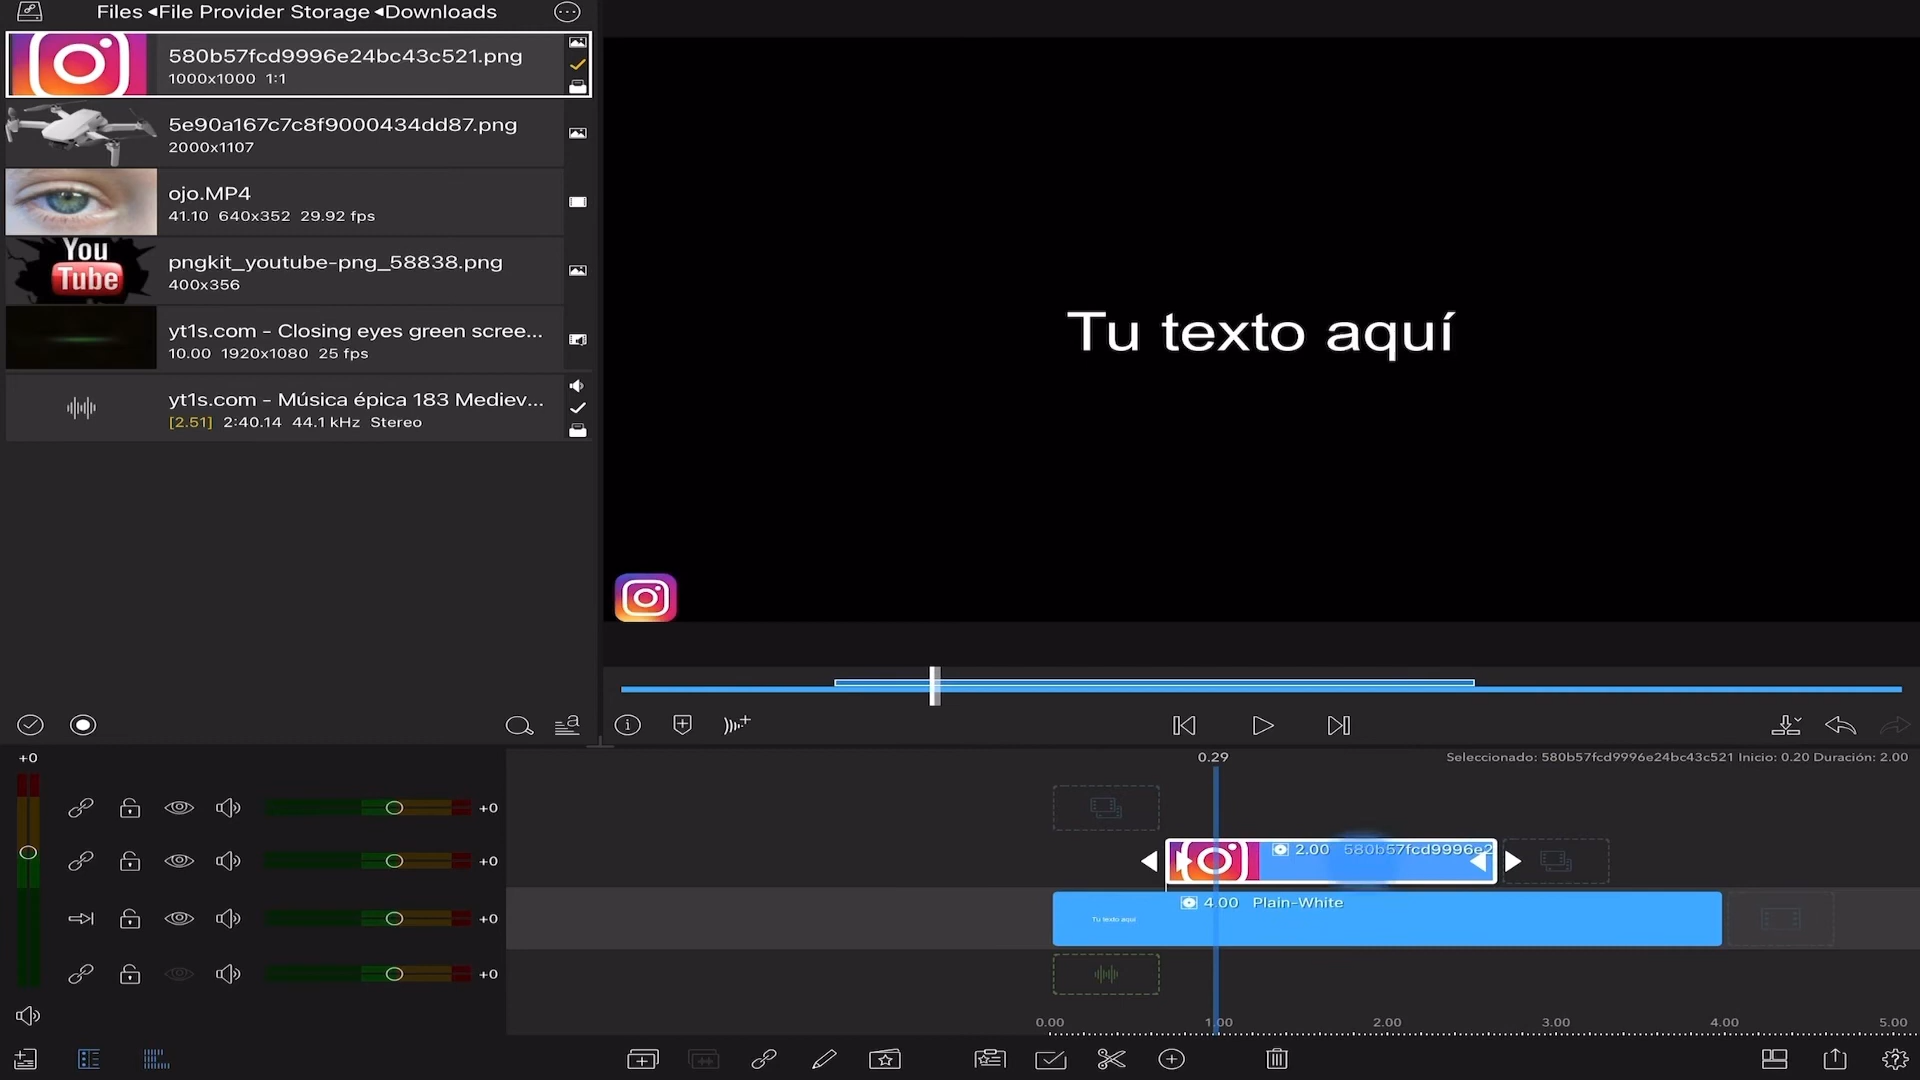 Files ◂File Provider Storage ◂Downloads
580b57fcd9996e24bc43c521.png
1000x1000 1:1
5e90a167c7c8f9000434dd87.png
2000x1107
ojo.MP4
41.10 640x352 29.92 fps
You
Tube
pngkit_youtube-png_58838.png
400x356
yt1s.com - Closing eyes green scree...
10.00 1920x1080 25 fps
yt1s.com - Música épica 183 Mediev...
[2.51] 2:40.14 44.1 kHz Stereo
Tu texto aquí
a
+0
0.29
Seleccionado: 580b57fcd9996e24bc43c521 Inicio: 0.20 Duración: 2.00
+0
+0
2.00 580b57fcd9996e2
+0
4.00 Plain-White
Tu texto aquí
+0
0.00 1.00 2.00 3.00 4.00 5.00